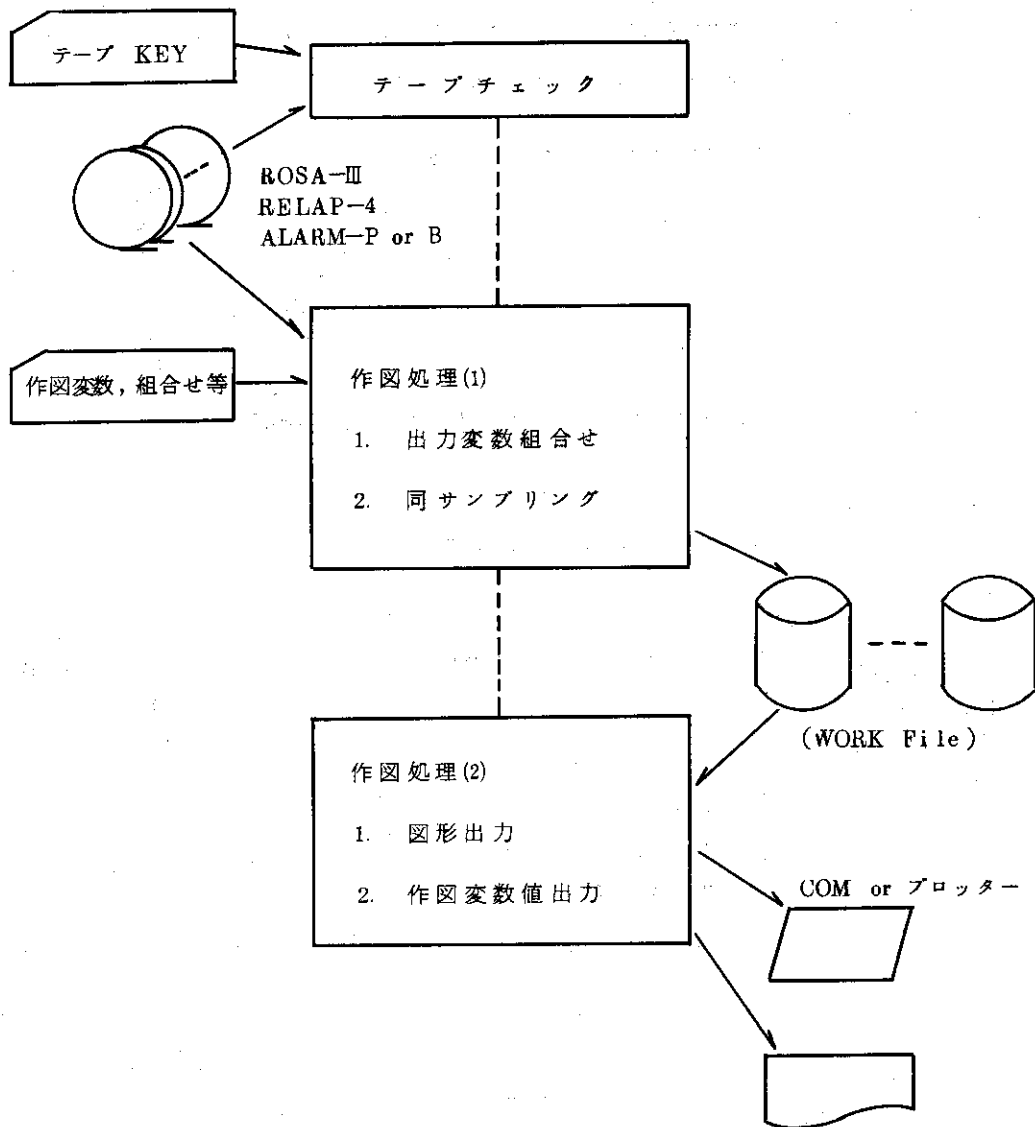 テープ KEY
テープチェック
ROSA-Ⅲ
RELAP-4
ALARM-P or B
作図変数，組合せ等
作図処理(1)
1. 出力変数組合せ
2. 同サンプリング
(WORK File)
作図処理(2)
1. 図形出力
2. 作図変数値出力
COM or プロッター